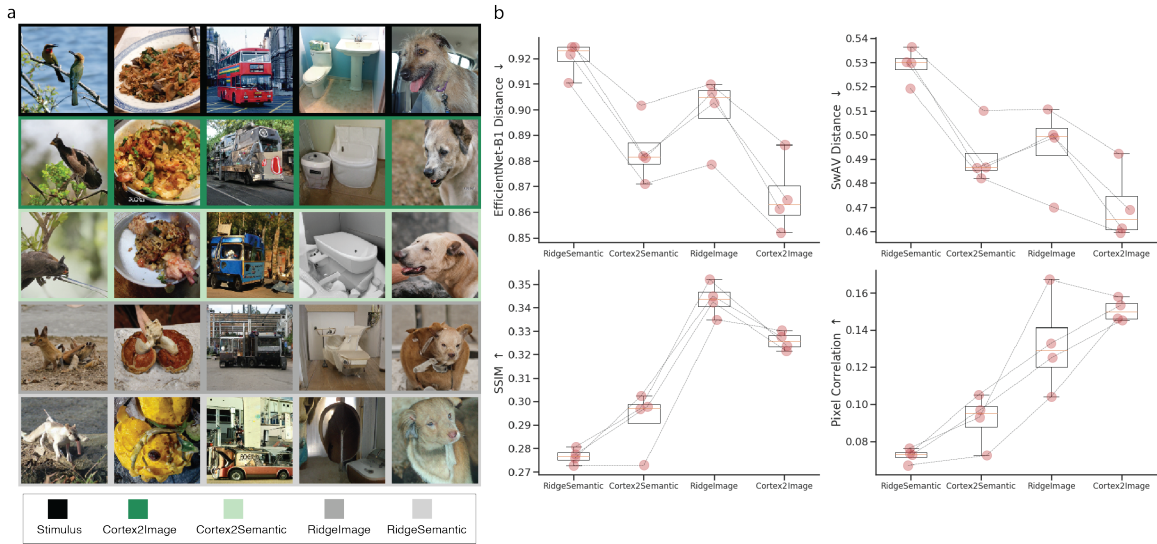 a
b
Stimulus
Cortex2Image
Cortex2Semantic
RidgeImage
RidgeSemantic
EfficientNet-B1 Distance ↓
0.92
0.91
0.90
0.89
0.88
0.87
0.86
0.85
RidgeSemantic Cortex2Semantic RidgeImage Cortex2Image
SwAV Distance ↓
0.54
0.53
0.52
0.51
0.50
0.49
0.48
0.47
0.46
RidgeSemantic Cortex2Semantic RidgeImage Cortex2Image
SSIM ↑
0.35
0.34
0.33
0.32
0.31
0.30
0.29
0.28
0.27
RidgeSemantic Cortex2Semantic RidgeImage Cortex2Image
Pixel Correlation ↑
0.16
0.14
0.12
0.10
0.08
RidgeSemantic Cortex2Semantic RidgeImage Cortex2Image